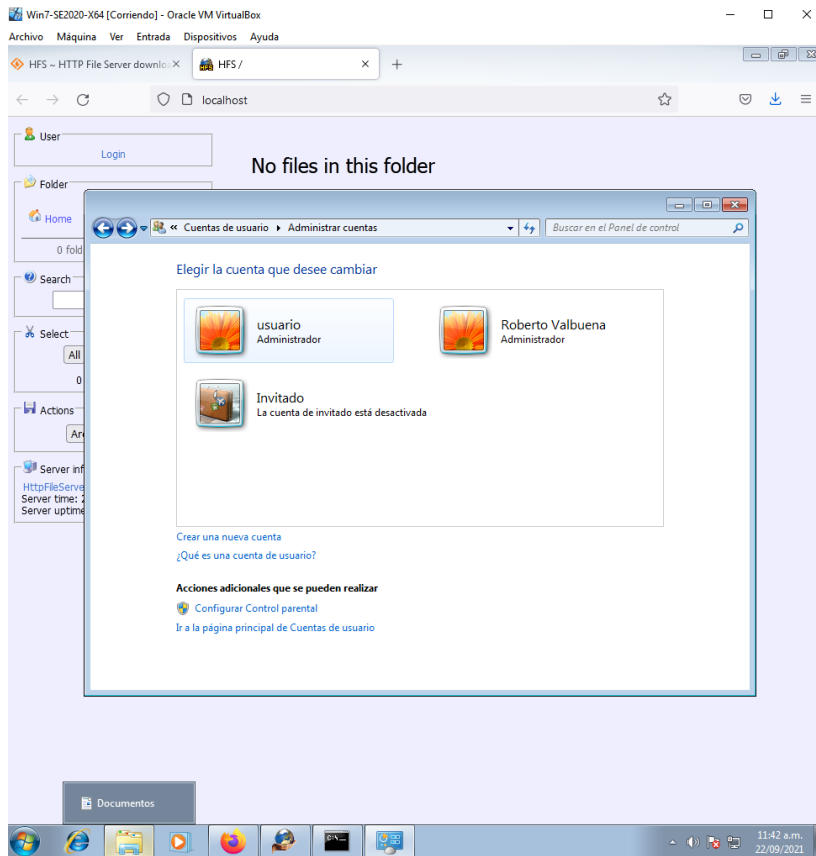 Win7-SE2020-X64 [Corriendo] - Oracle VM VirtualBox
Archivo Máquina Ver Entrada Dispositivos Ayuda
HFS ~ HTTP File Server downlo
HFS /
localhost
User
Login
No files in this folder
Folder
Home
0 fold
Search
Select
All
0
Actions
Ar
Server inf
HttpFileServe
Server time: 2
Server uptime
« Cuentas de usuario Administrar cuentas
Buscar en el Panel de control
Elegir la cuenta que desee cambiar
usuario
Administrador
Roberto Valbuena
Administrador
Invitado
La cuenta de invitado está desactivada
Crear una nueva cuenta
¿Qué es una cuenta de usuario?
Acciones adicionales que se pueden realizar
Configurar Control parental
Ir a la página principal de Cuentas de usuario
Documentos
11:42 a.m.
22/09/2021